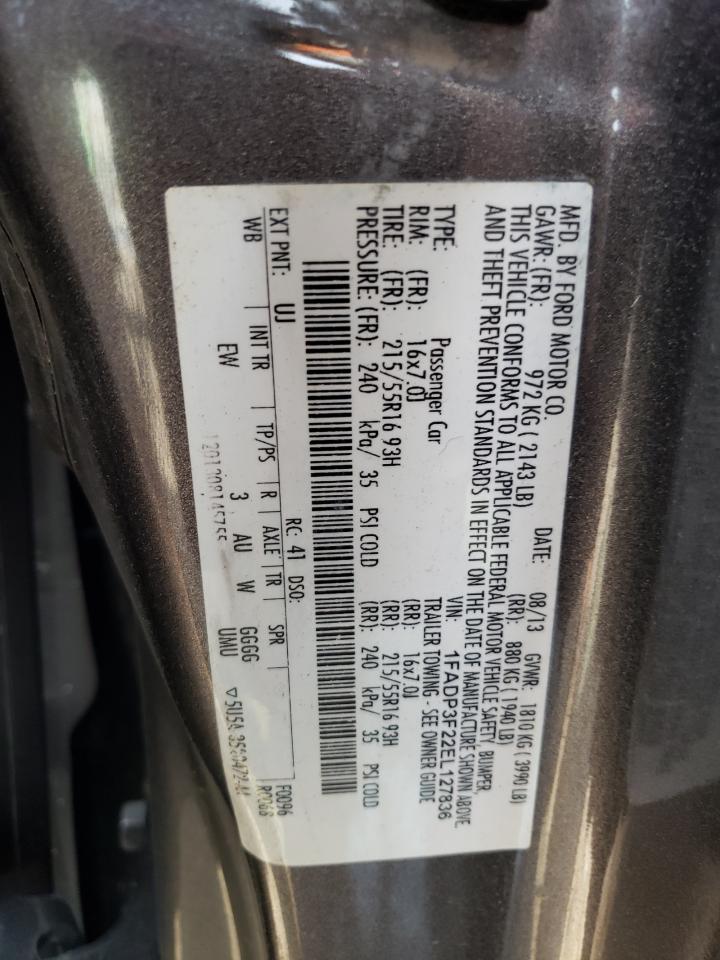 MFD. BY FORD MOTOR CO. DATE: 08/13 GVWR: 1810 KG ( 3990 LB)
GAWR: (FR): 972 KG ( 2143 LB) (RR): 880 KG ( 1940 LB)
THIS VEHICLE CONFORMS TO ALL APPLICABLE FEDERAL MOTOR VEHICLE SAFETY, BUMPER,
AND THEFT PREVENTION STANDARDS IN EFFECT ON THE DATE OF MANUFACTURE SHOWN ABOVE
VIN: 1FADP3F22EL127836
TYPE: Passenger Car TRAILER TOWING - SEE OWNER GUIDE
RIM: (FR): 16x7.0J (RR): 16x7.0J
TIRE: (FR): 215/55R16 93H (RR): 215/55R16 93H
PRESSURE: (FR): 240 kPa/ 35 PSI COLD (RR): 240 kPa/ 35 PSI COLD
EXT PNT: UJ RC: 41 DSO: F0096
WB INT TR TP/PS R AXLE TR SPR R0068
EW 3 AU W GGGG
UMU
1201308145755